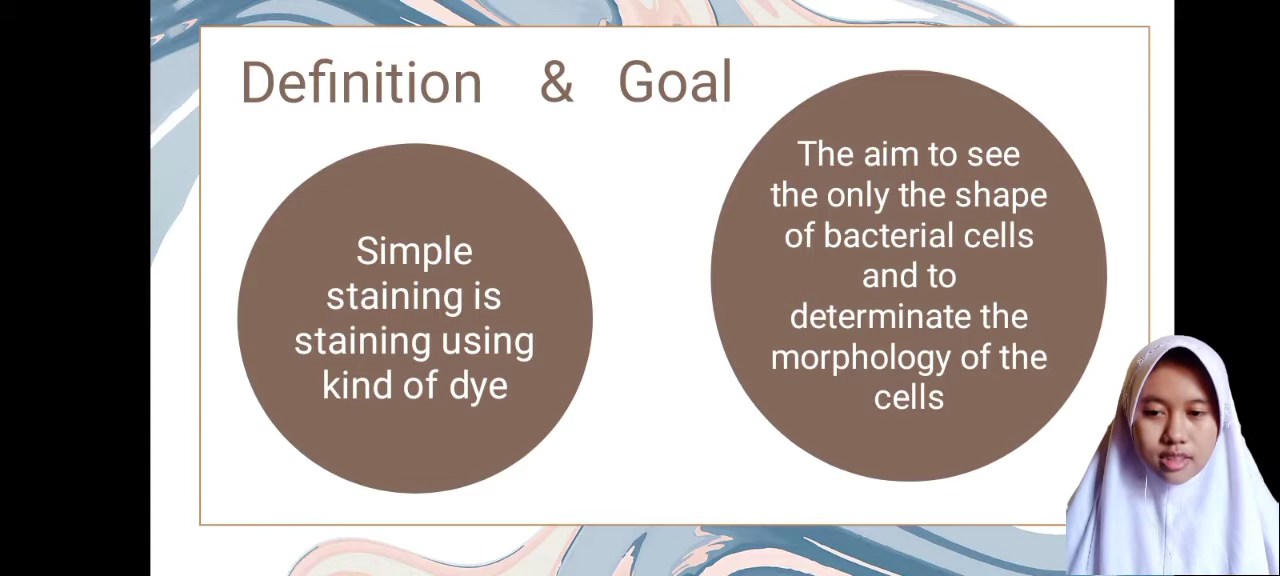 Definition & Goal
Simple
staining is
staining using
kind of dye
The aim to see
the only the shape
of bacterial cells
and to
determinate the
morphology of the
cells